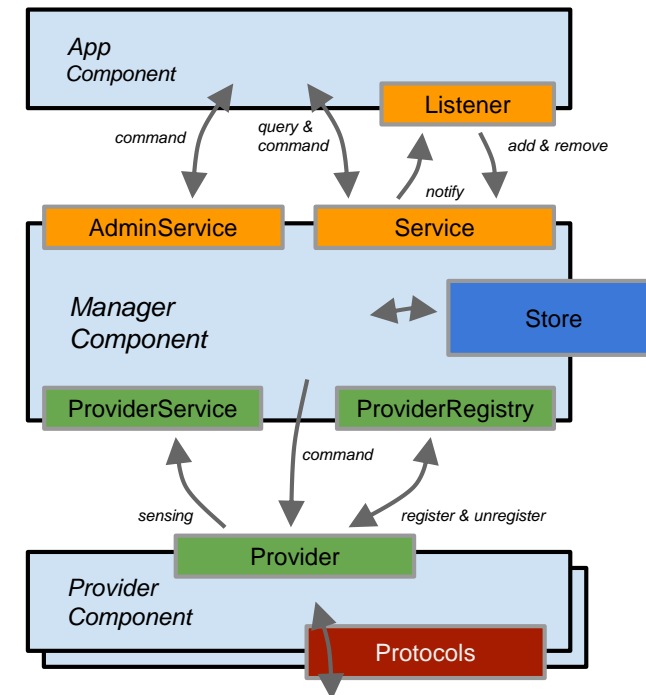 App
Component
Listener
command
query &
command
add & remove
notify
AdminService
Service
Manager
Component
Store
ProviderService
ProviderRegistry
command
sensing
register & unregister
Provider
Provider
Component
Protocols